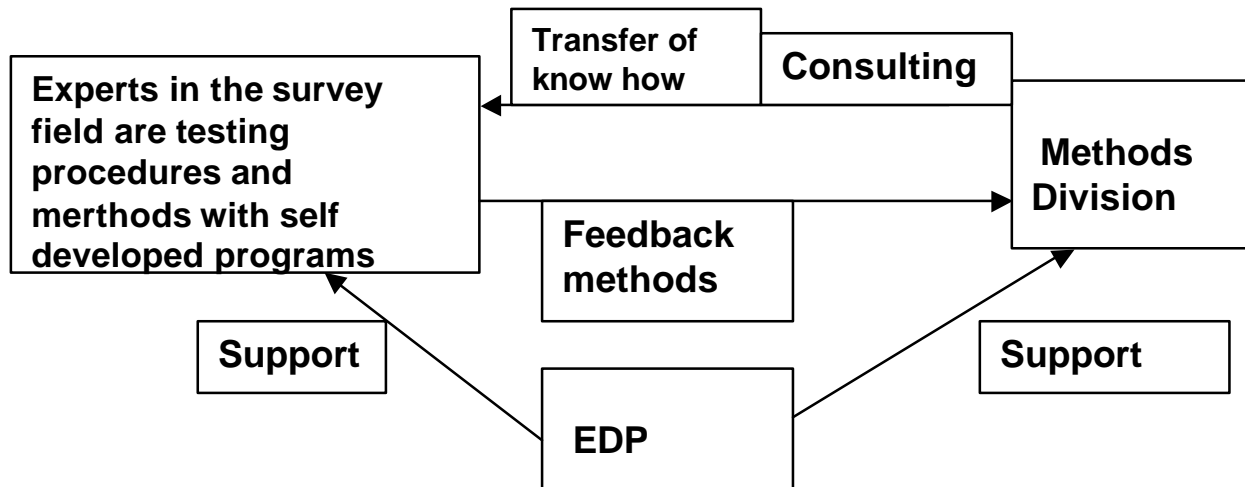 Transfer of
know how
Consulting
Experts in the survey
field are testing
procedures and
merthods with self
developed programs
Methods
Division
Feedback
methods
Support
Support
EDP